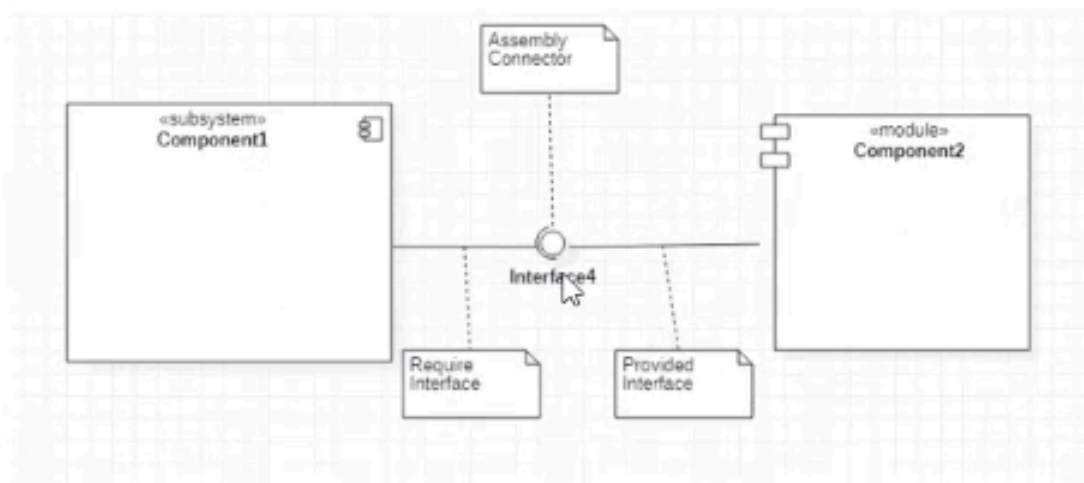 Assembly
Connector
«subsystem»
Component1
«module»
Component2
Interface4
Require
Interface
Provided
Interface